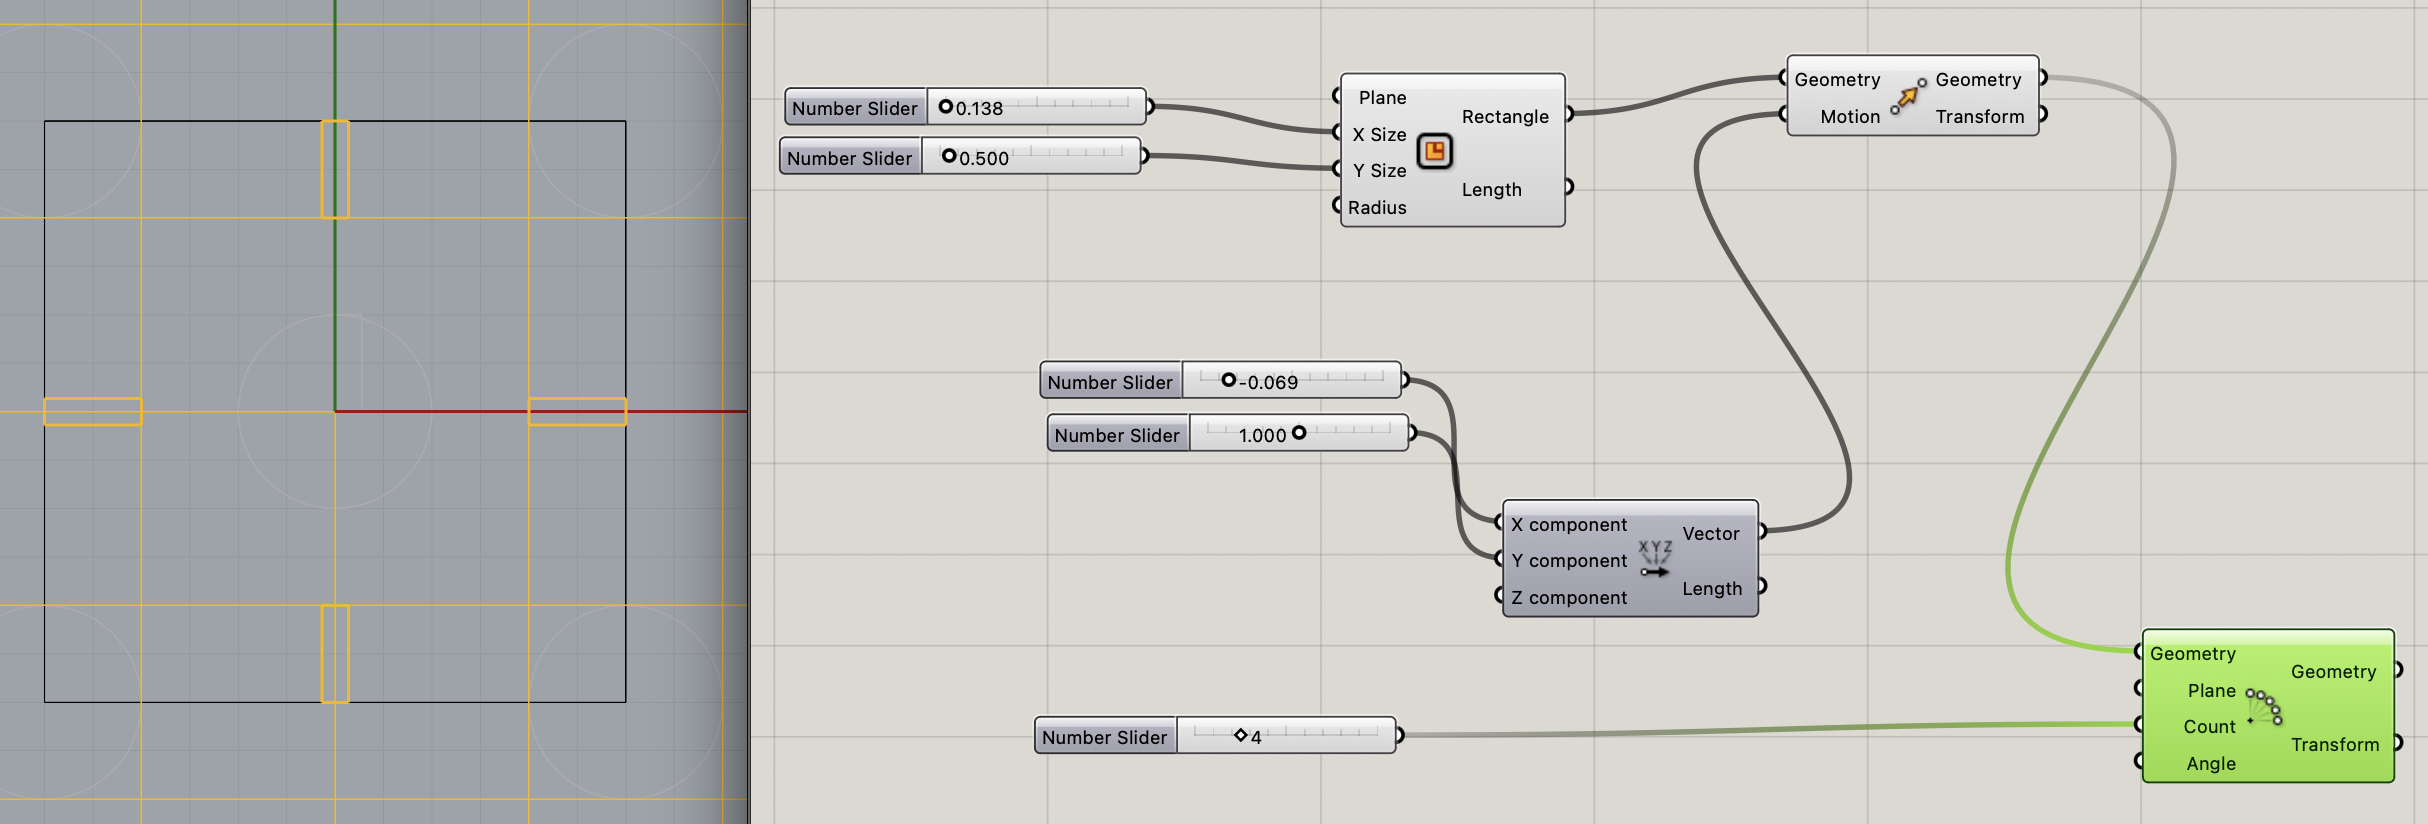 Number Slider 0.138
Number Slider 0.500
Plane
X Size
Y Size
Radius
Rectangle
Length
Geometry
Motion
Geometry
Transform
Number Slider -0.069
Number Slider 1.000
X component
Y component
Z component
XYZ
Vector
Length
Number Slider 4
Geometry
Plane
Count
Angle
Geometry
Transform